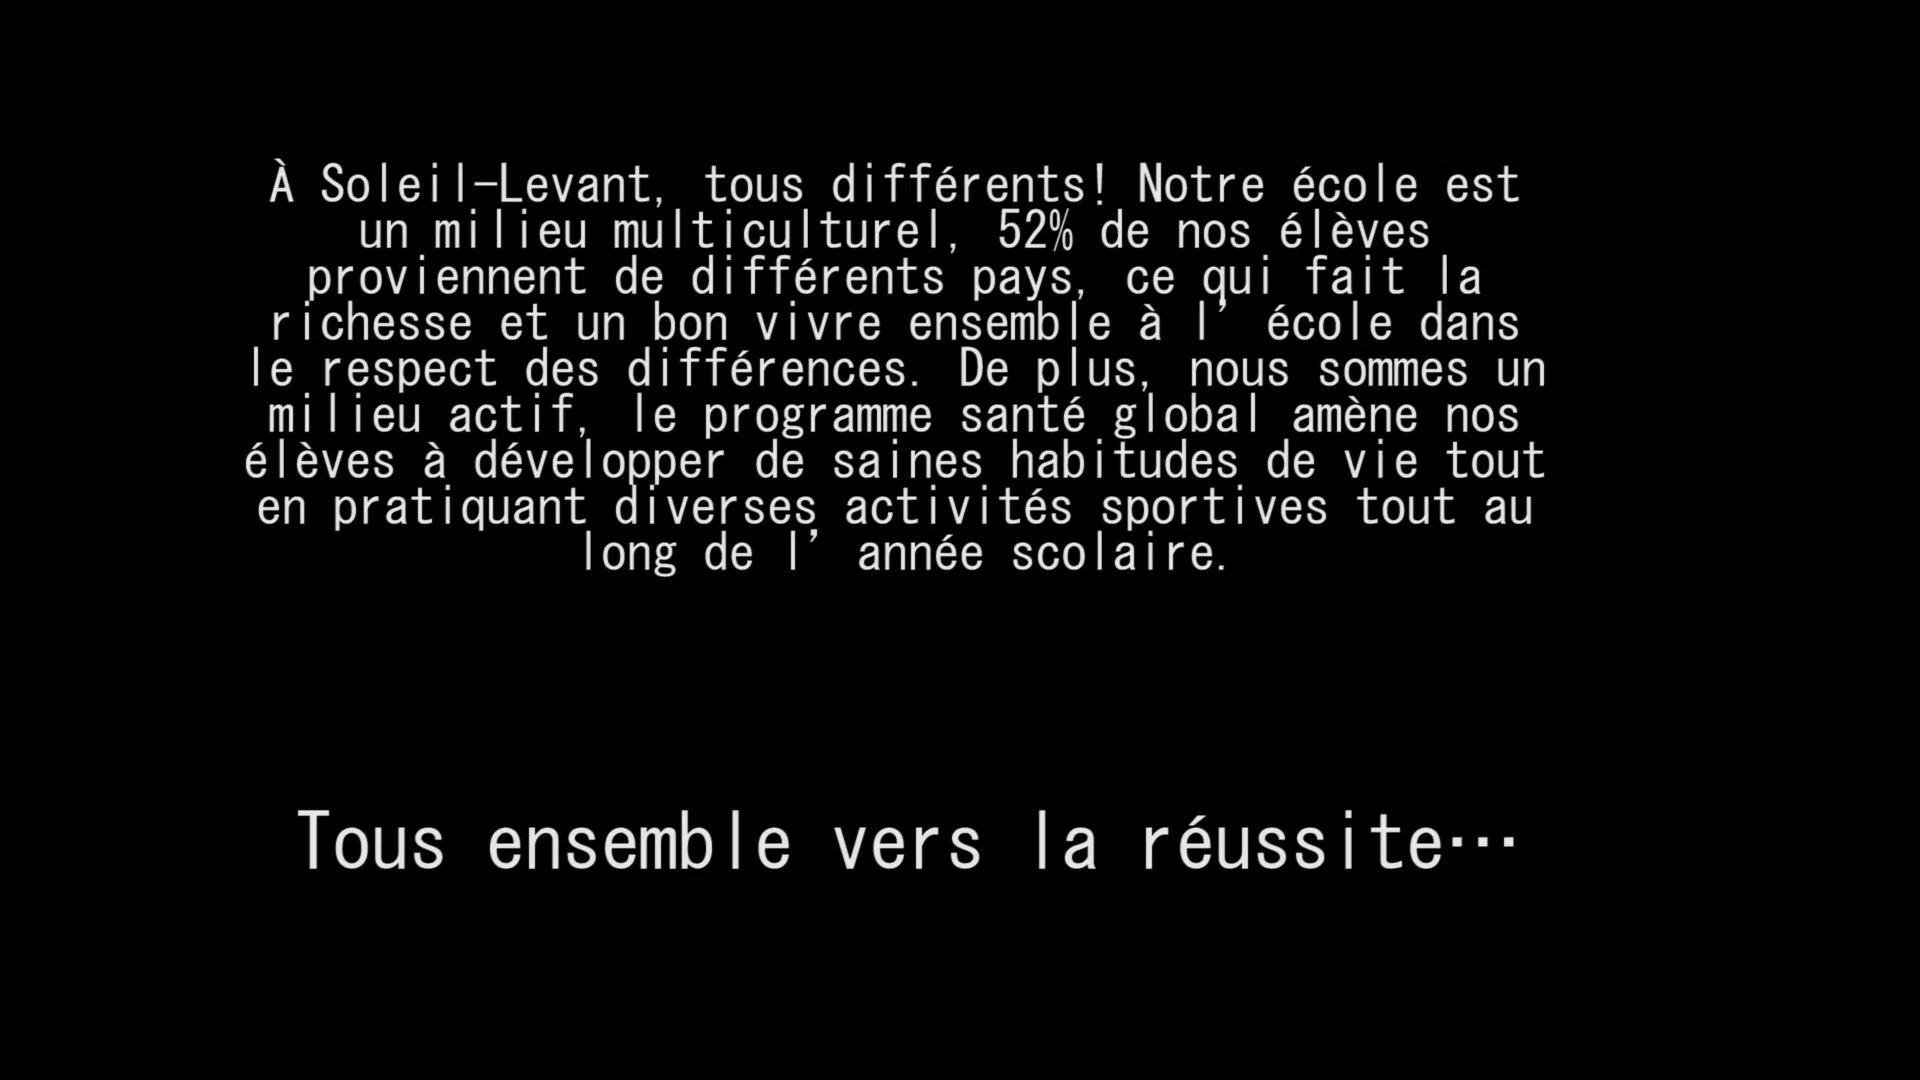 À Soleil-Levant, tous différents! Notre école est
un milieu multiculturel, 52% de nos élèves
proviennent de différents pays, ce qui fait la
richesse et un bon vivre ensemble à l’école dans
le respect des différences. De plus, nous sommes un
milieu actif, le programme santé global amène nos
élèves à développer de saines habitudes de vie tout
en pratiquant diverses activités sportives tout au
long de l’année scolaire.
Tous ensemble vers la réussite…